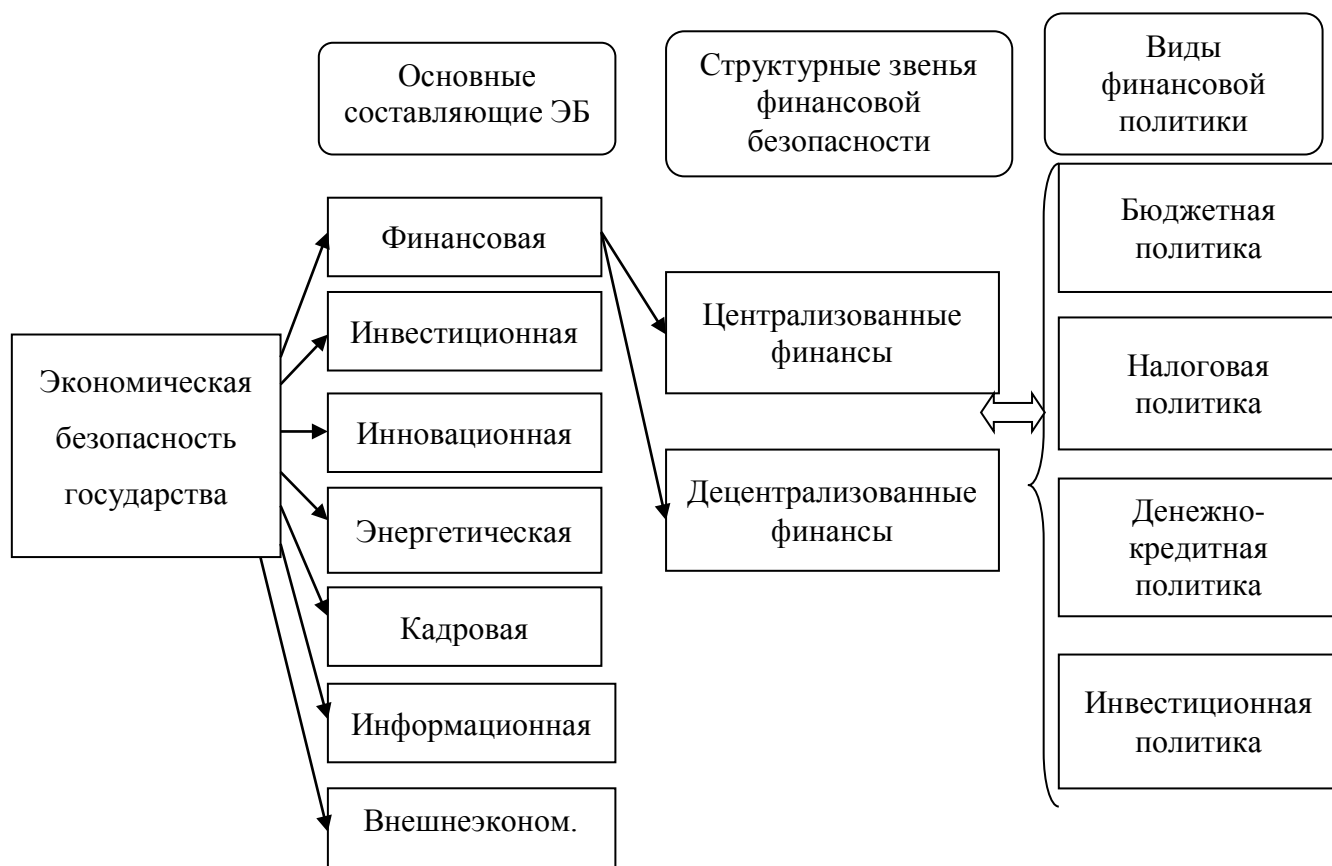 Основные
составляющие ЭБ
Структурные звенья
финансовой
безопасности
Виды
финансовой
политики
Экономическая
безопасность
государства
Финансовая
Инвестиционная
Инновационная
Энергетическая
Кадровая
Информационная
Внешнеэконом.
Централизованные
финансы
Децентрализованные
финансы
Бюджетная
политика
Налоговая
политика
Денежно-
кредитная
политика
Инвестиционная
политика